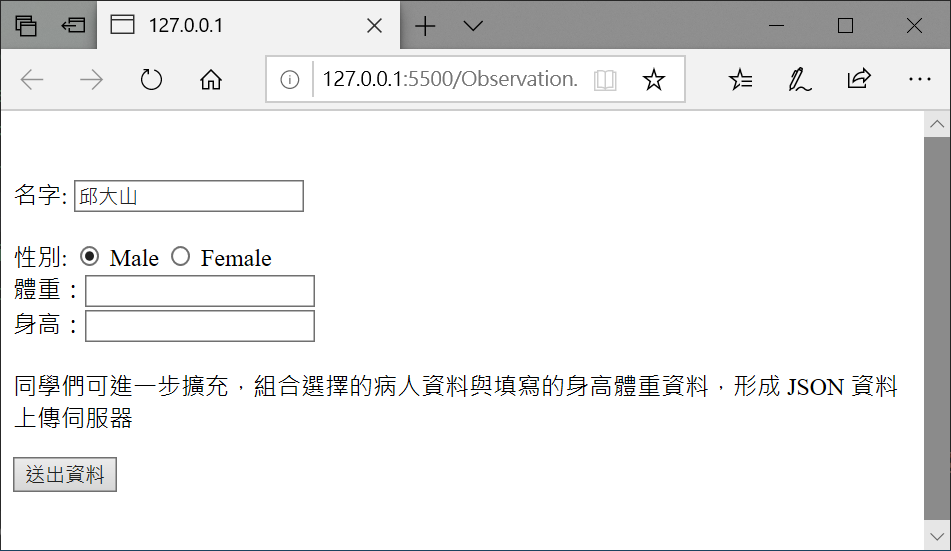 127.0.0.1
127.0.0.1:5500/Observation.
名字: 邱大山
性別: Male Female
體重：
身高：
同學們可進一步擴充，組合選擇的病人資料與填寫的身高體重資料，形成 JSON 資料
上傳伺服器
送出資料